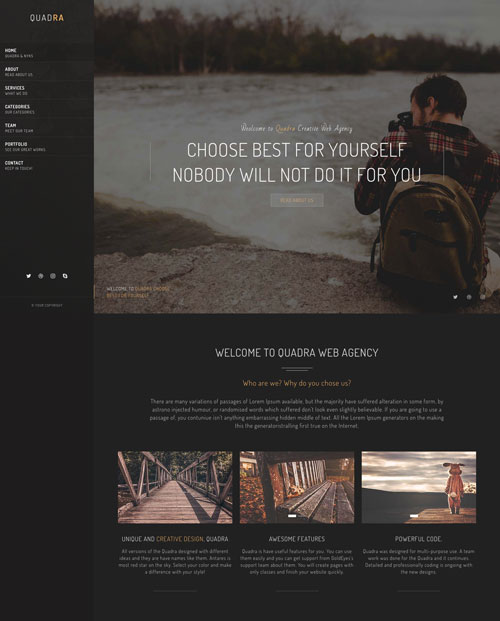 QUADRA
HOME
QUADRA & NYKS
ABOUT
READ ABOUT US
SERVICES
WHAT WE DO
CATEGORIES
OUR CATEGORIES
TEAM
MEET OUR TEAM
PORTFOLIO
SEE OUR GREAT WORKS
CONTACT
KEEP IN TOUCH!
© YOUR COPYRIGHT
Weolcome to Quadra Creative Web Agency
CHOOSE BEST FOR YOURSELF
NOBODY WILL NOT DO IT FOR YOU
READ ABOUT US
WELCOME TO QUADRA CHOOSE
BEST FOR YOURSELF
WELCOME TO QUADRA WEB AGENCY
Who are we? Why do you chose us?
There are many variations of passages of Lorem Ipsum available, but the majority have suffered alteration in some form, by
astrono injected humour, or randomised words which suffered don't look even slightly believable. If you are going to use a
passage of, you contuniue isn't anything embarrassing hidden middle of text. All the Lorem Ipsum generators on the making
this the generatorstralling first true on the Internet.
UNIQUE AND CREATIVE DESIGN, QUADRA
All versions of the Quadra designed with different
ideas and they are have names like them. Antares is
most red star on the sky. Select your color and make
a difference with your style!
AWESOME FEATURES
Quadra is have useful features for you. You can use
them easily and you can get support from GoldEyes's
support team about them. You will create pages with
only classes and finish your website quickly.
POWERFUL CODE.
Quadra was designed for multi-purpose use. A team
work was done for the Quadra and it continues.
Detailed and professionally coding is ongoing with
the new designs.